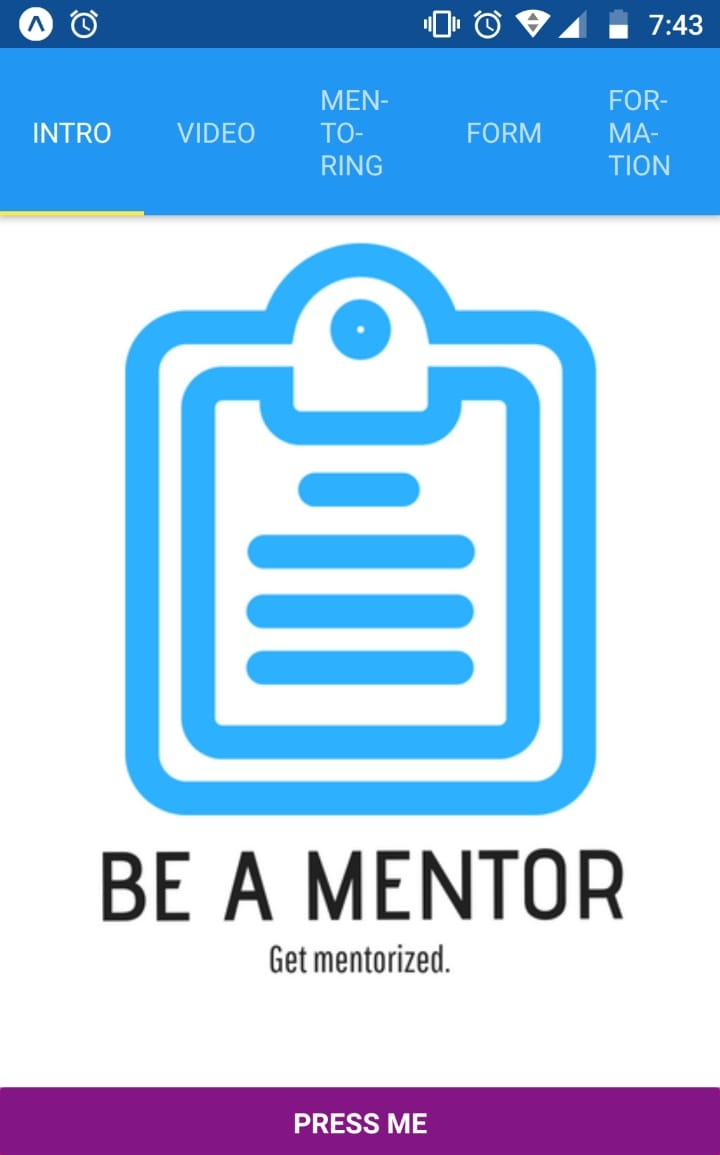 7:43
INTRO
VIDEO
MEN-
TO-
RING
FORM
FOR-
MA-
TION
BE A MENTOR
Get mentorized.
PRESS ME